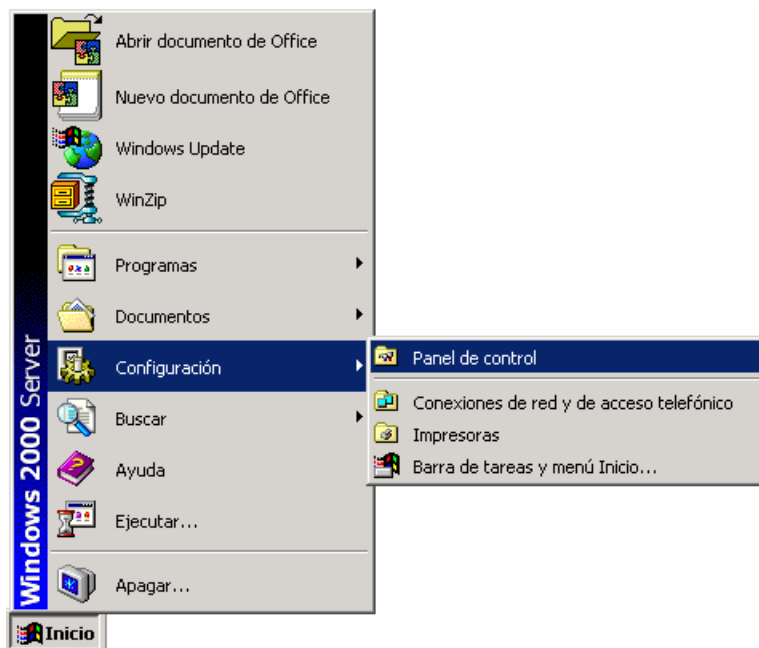 Abrir documento de Office
Nuevo documento de Office
Windows Update
WinZip
Programas
Documentos
Configuración
Buscar
Ayuda
Ejecutar...
Apagar...
Panel de control
Conexiones de red y de acceso telefónico
Impresoras
Barra de tareas y menú Inicio...
Windows 2000 Server
Inicio